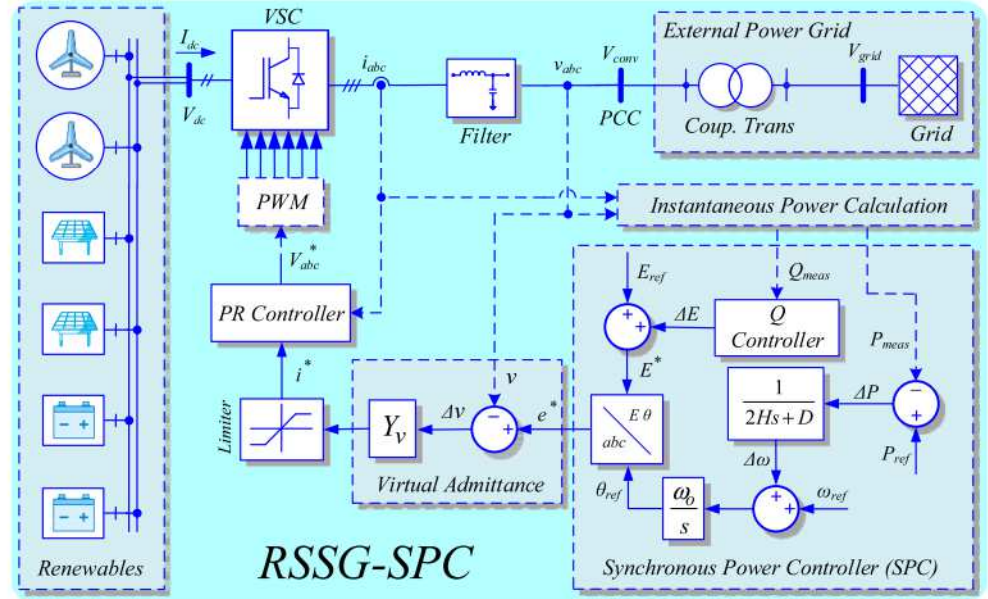 VSC
External Power Grid
I_dc
i_abc
v_abc
V_conv
V_grid
V_dc
Filter
PCC
Coup. Trans
Grid
PWM
Instantaneous Power Calculation
V_abc^*
E_ref
Q_meas
PR Controller
+
+
ΔE
Q
Controller
P_meas
i^*
v
E^*
1
2Hs+D
ΔP
−
+
Limiter
Y_v
Δv
−
+
e^*
E θ
abc
Δω
P_ref
Virtual Admittance
θ_ref
ω_o
s
+
+
ω_ref
Renewables
RSSG-SPC
Synchronous Power Controller (SPC)